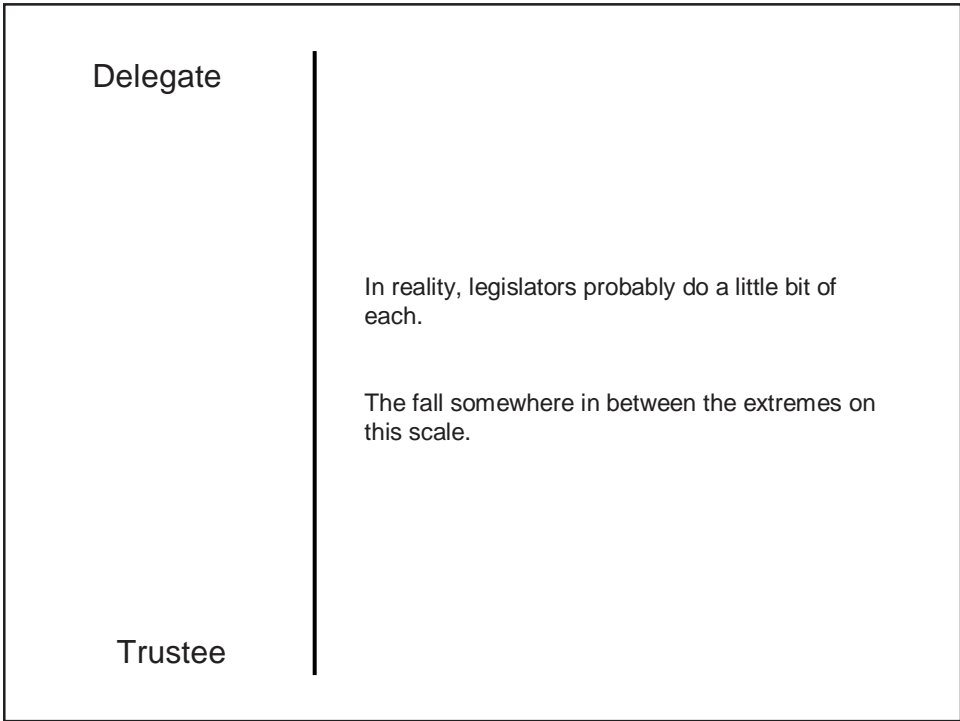 Delegate
In reality, legislators probably do a little bit of
each.
The fall somewhere in between the extremes on
this scale.
Trustee